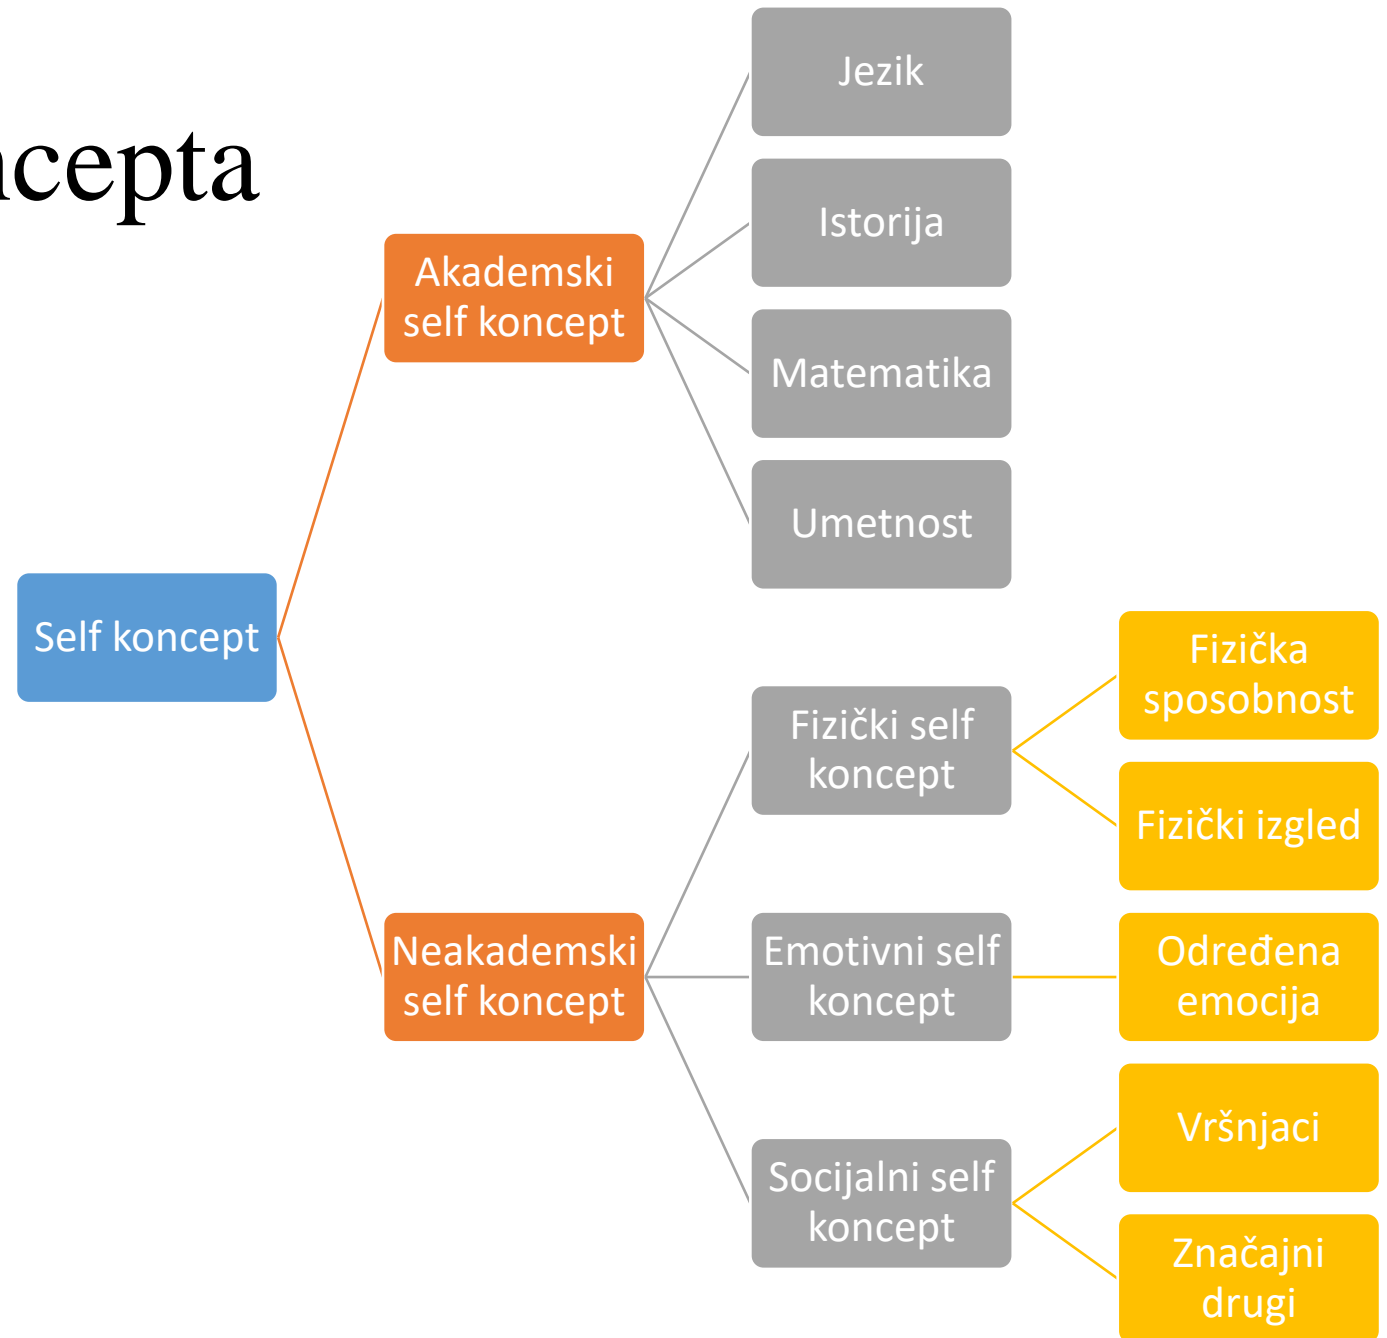 ncepta
Jezik
Istorija
Akademski
self koncept
Matematika
Umetnost
Self koncept
Fizička
sposobnost
Fizički self
koncept
Fizički izgled
Neakademski
self koncept
Emotivni self
koncept
Određena
emocija
Vršnjaci
Socijalni self
koncept
Značajni
drugi